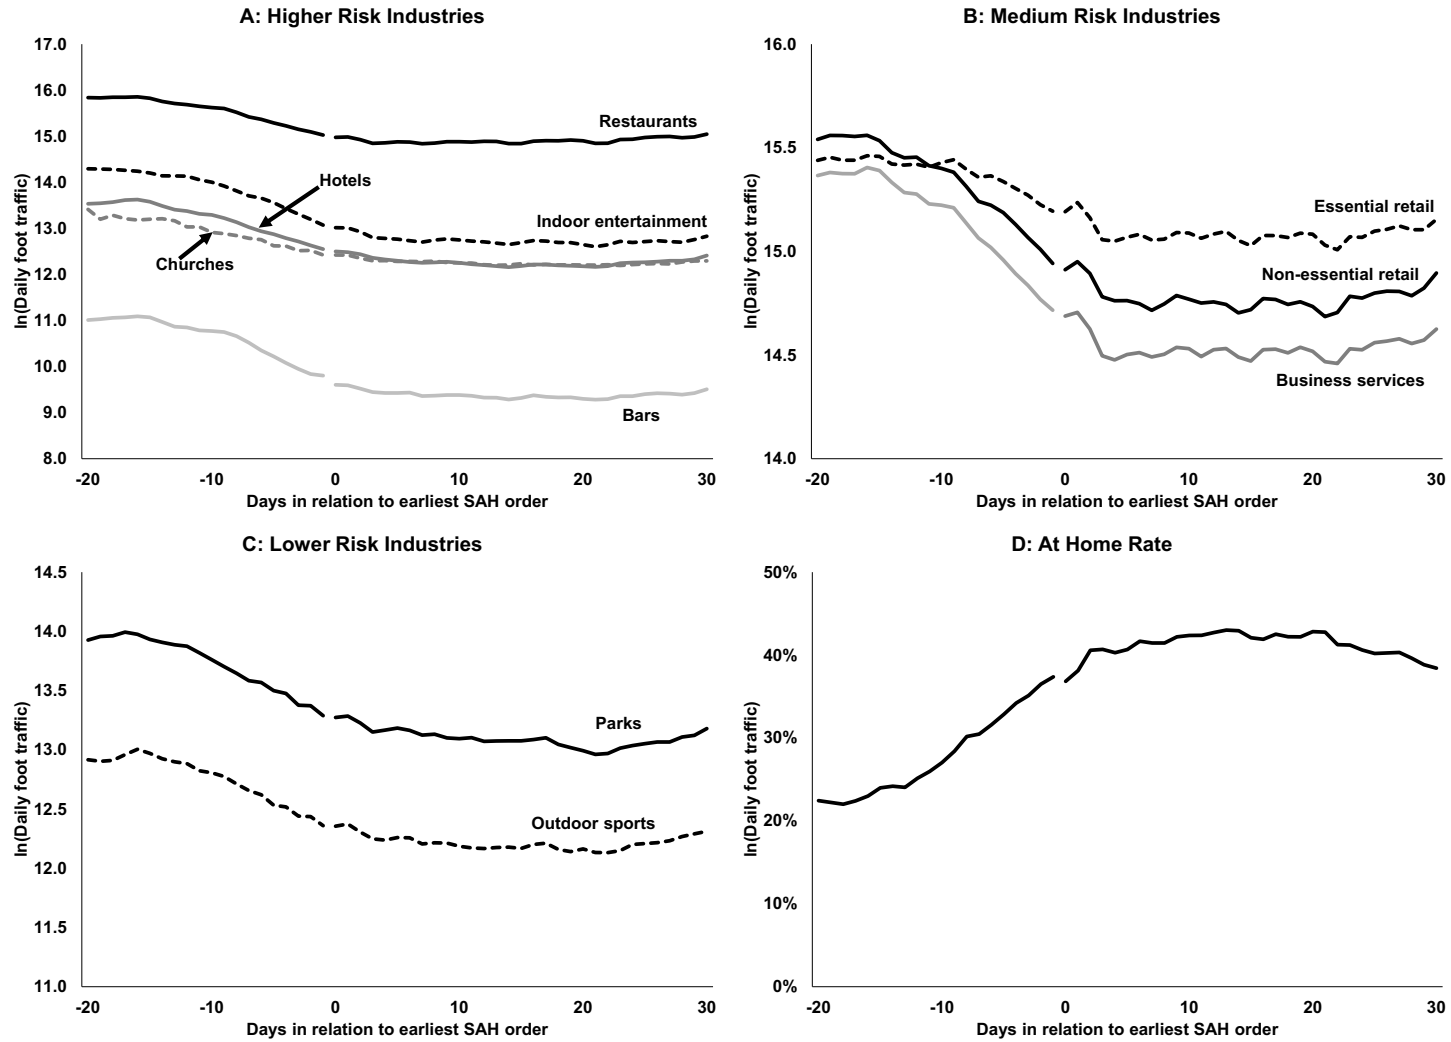 A: Higher Risk Industries
17.0
16.0
15.0
14.0
13.0
12.0
11.0
10.0
9.0
8.0
ln(Daily foot traffic)
Restaurants
Hotels
Indoor entertainment
Churches
Bars
-20 -10 0 10 20 30
Days in relation to earliest SAH order
B: Medium Risk Industries
16.0
15.5
15.0
14.5
14.0
ln(Daily foot traffic)
Essential retail
Non-essential retail
Business services
-20 -10 0 10 20 30
Days in relation to earliest SAH order
C: Lower Risk Industries
14.5
14.0
13.5
13.0
12.5
12.0
11.5
11.0
ln(Daily foot traffic)
Parks
Outdoor sports
-20 -10 0 10 20 30
Days in relation to earliest SAH order
D: At Home Rate
50%
40%
30%
20%
10%
0%
ln(Daily foot traffic)
-20 -10 0 10 20 30
Days in relation to earliest SAH order